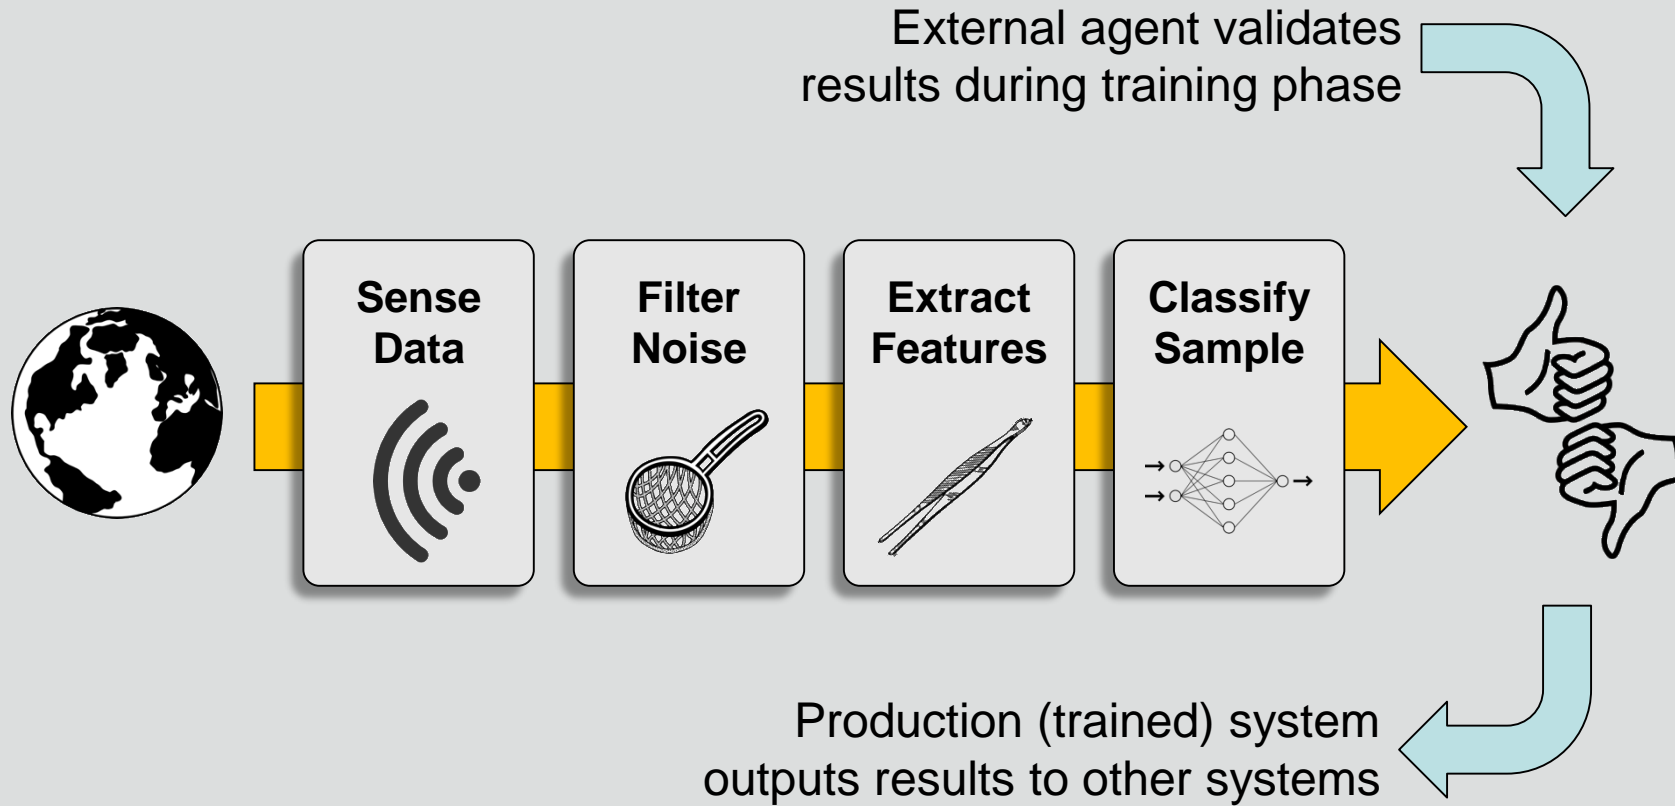 External agent validates
results during training phase
Sense
Data
Filter
Noise
Extract
Features
Classify
Sample
Production (trained) system
outputs results to other systems